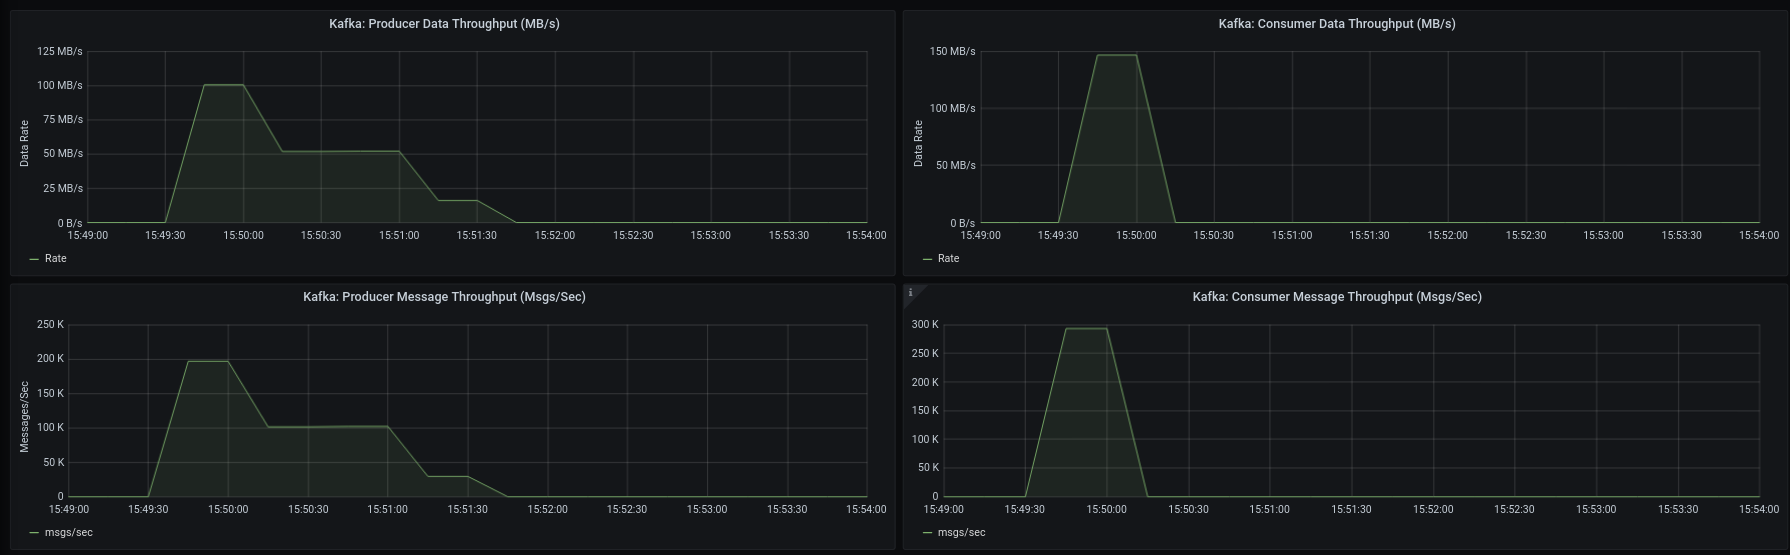 Kafka: Producer Data Throughput (MB/s)
125 MB/s
100 MB/s
75 MB/s
50 MB/s
25 MB/s
0 B/s
Data Rate
15:49:00 15:49:30 15:50:00 15:50:30 15:51:00 15:51:30 15:52:00 15:52:30 15:53:00 15:53:30 15:54:00
Rate
Kafka: Consumer Data Throughput (MB/s)
150 MB/s
100 MB/s
50 MB/s
0 B/s
Data Rate
15:49:00 15:49:30 15:50:00 15:50:30 15:51:00 15:51:30 15:52:00 15:52:30 15:53:00 15:53:30 15:54:00
Rate
Kafka: Producer Message Throughput (Msgs/Sec)
250 K
200 K
150 K
100 K
50 K
0
Messages/Sec
15:49:00 15:49:30 15:50:00 15:50:30 15:51:00 15:51:30 15:52:00 15:52:30 15:53:00 15:53:30 15:54:00
msgs/sec
i
Kafka: Consumer Message Throughput (Msgs/Sec)
300 K
250 K
200 K
150 K
100 K
50 K
0
15:49:00 15:49:30 15:50:00 15:50:30 15:51:00 15:51:30 15:52:00 15:52:30 15:53:00 15:53:30 15:54:00
msgs/sec